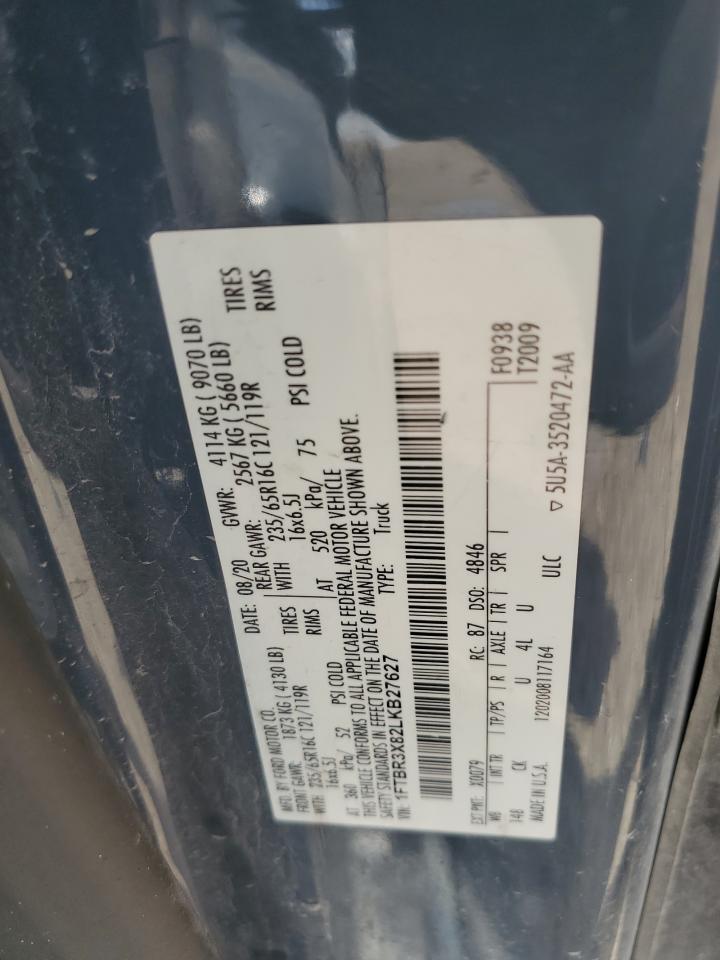 MFD. BY FORD MOTOR CO.
DATE: 08/20 GVWR: 4114 KG ( 9070 LB)
FRONT GAWR: 1873 KG ( 4130 LB) REAR GAWR: 2567 KG ( 5660 LB)
WITH 235/65R16C 121/119R TIRES WITH 235/65R16C 121/119R TIRES
16x6.5J RIMS 16x6.5J RIMS
AT 360 kPa/ 52 PSI COLD AT 520 kPa/ 75 PSI COLD
THIS VEHICLE CONFORMS TO ALL APPLICABLE FEDERAL MOTOR VEHICLE
SAFETY STANDARDS IN EFFECT ON THE DATE OF MANUFACTURE SHOWN ABOVE.
VIN: 1FTBR3X82LKB27627 TYPE: Truck
EXT PNT: X0079 RC: 87 DSO: 4846 F0938
WB INT TR TP/PS R AXLE TR SPR T2009
148 CK U 4L U
MADE IN U.S.A. 1202008117164 ULC 5U5A-3520472-AA